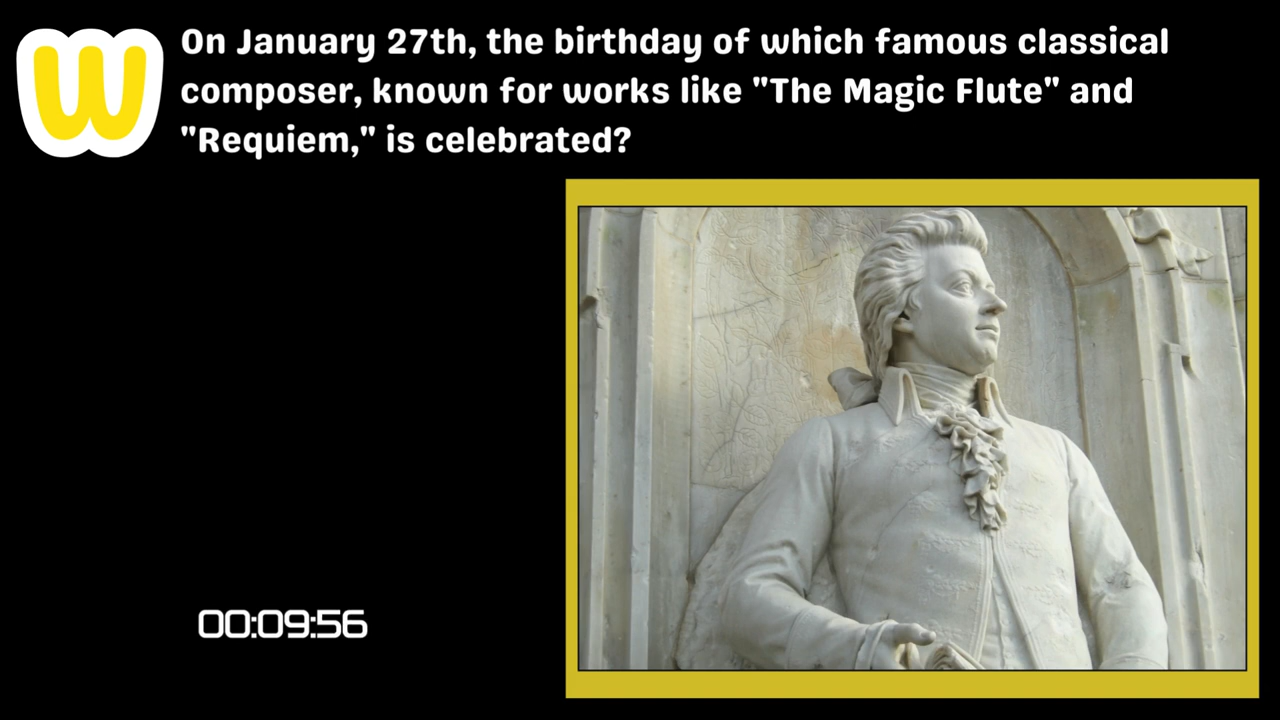 W
On January 27th, the birthday of which famous classical
composer, known for works like "The Magic Flute" and
"Requiem," is celebrated?
00:09:56